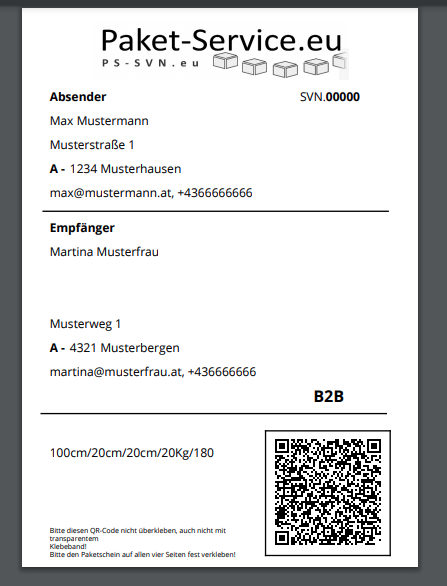 Paket-Service.eu
PS-SVN.eu
Absender SVN.00000
Max Mustermann
Musterstraße 1
A - 1234 Musterhausen
max@mustermann.at, +4366666666
Empfänger
Martina Musterfrau
Musterweg 1
A - 4321 Musterbergen
martina@musterfrau.at, +436666666
B2B
100cm/20cm/20cm/20Kg/180
Bitte diesen QR-Code nicht überkleben, auch nicht mit
transparentem
Klebeband!
Bitte den Paketschein auf allen vier Seiten fest verkleben!